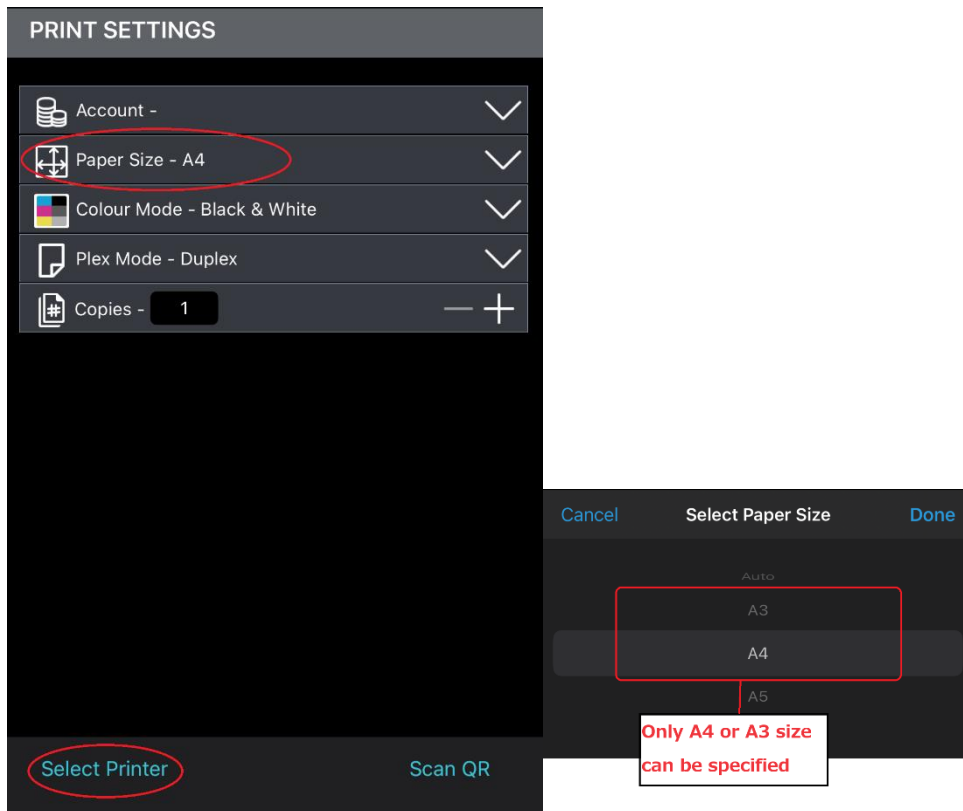 PRINT SETTINGS
Account -
Paper Size - A4
Colour Mode - Black & White
Plex Mode - Duplex
# Copies - 1
Select Printer
Scan QR
Cancel
Select Paper Size
Done
Auto
A3
A4
A5
Only A4 or A3 size
can be specified